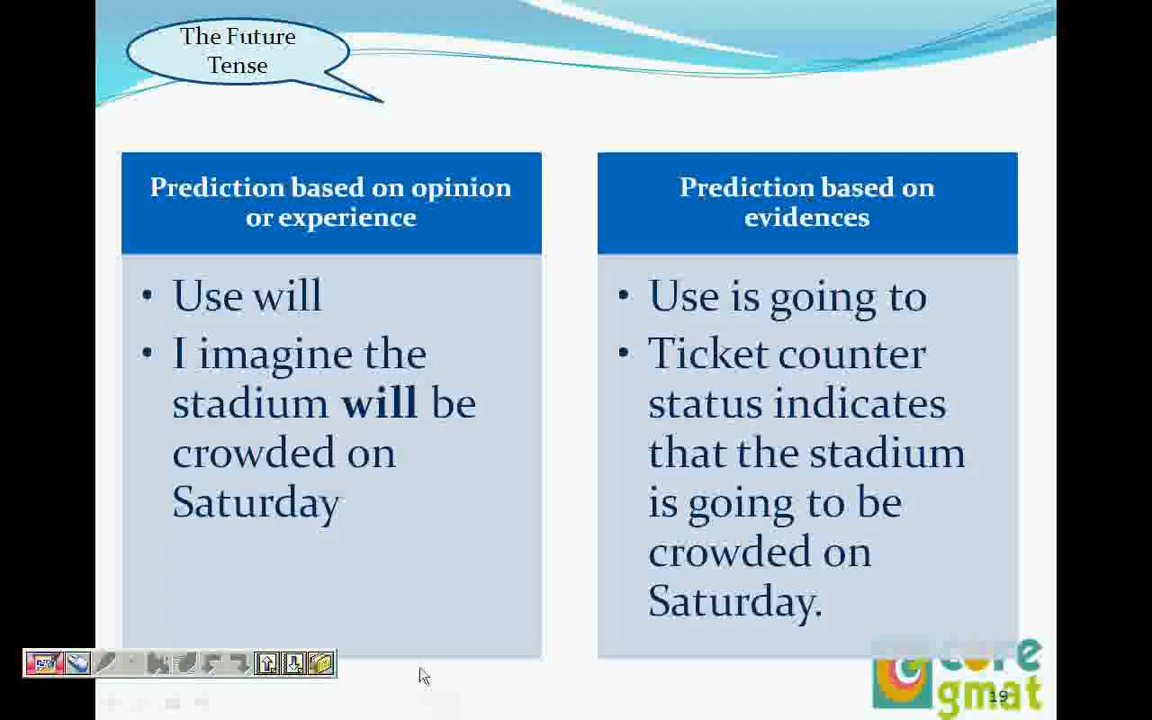 The Future
Tense
Prediction based on opinion
or experience
• Use will
• I imagine the
stadium will be
crowded on
Saturday
Prediction based on
evidences
• Use is going to
• Ticket counter
status indicates
that the stadium
is going to be
crowded on
Saturday.
core
gmat
19